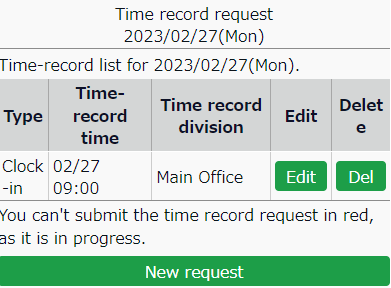 Time record request
2023/02/27(Mon)
Time-record list for 2023/02/27(Mon).
Type
Time-
record
time
Time record
division
Edit
Delet
e
Clock
-in
02/27
09:00
Main Office
Edit
Del
You can't submit the time record request in red,
as it is in progress.
New request